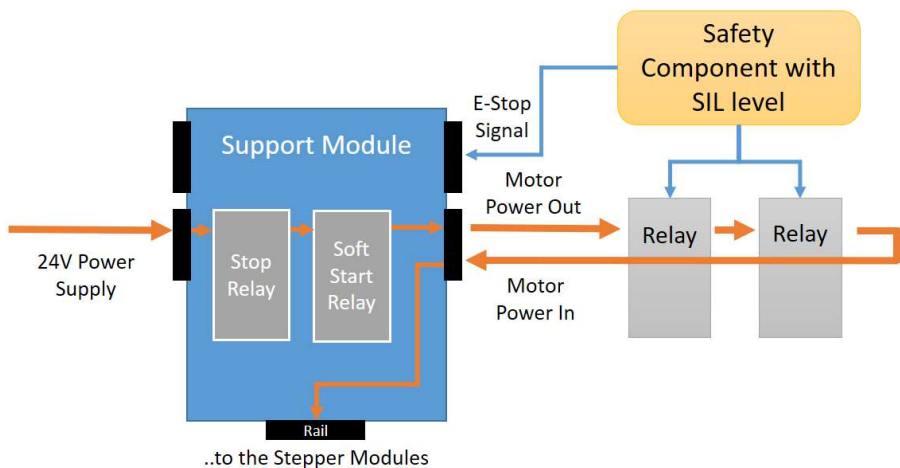 Safety
Component with
SIL level
E-Stop
Signal
Support Module
Motor
Power Out
24V Power
Supply
Stop
Relay
Soft
Start
Relay
Relay
Relay
Motor
Power In
Rail
..to the Stepper Modules